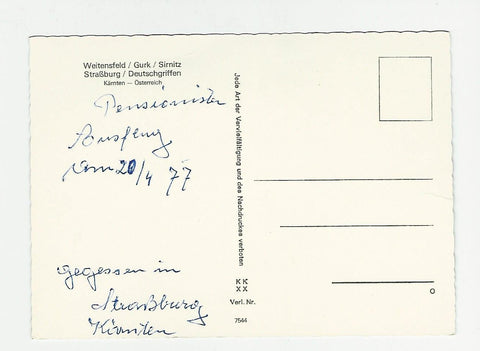 Weitensfeld / Gurk / Sirnitz
Straßburg / Deutschgriffen
Kärnten — Österreich
Pensionisten
Ausflug
vom 20/4 77
gegessen in
Straßburg
Kärnten
Jede Art der Vervielfältigung und des Nachdruckes verboten
KK
XX
Verl. Nr.
7544